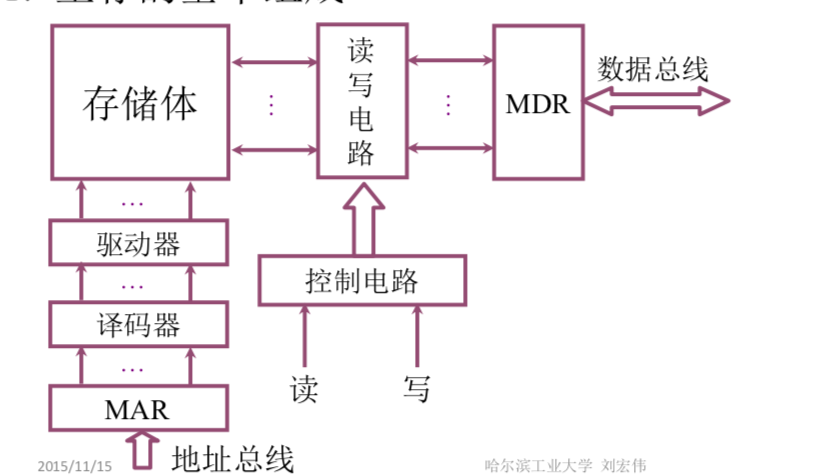 存储体
读
写
电
路
MDR
数据总线
…
⋮
⋮
驱动器
…
控制电路
译码器
…
读
写
MAR
地址总线
2015/11/15
哈尔滨工业大学 刘宏伟